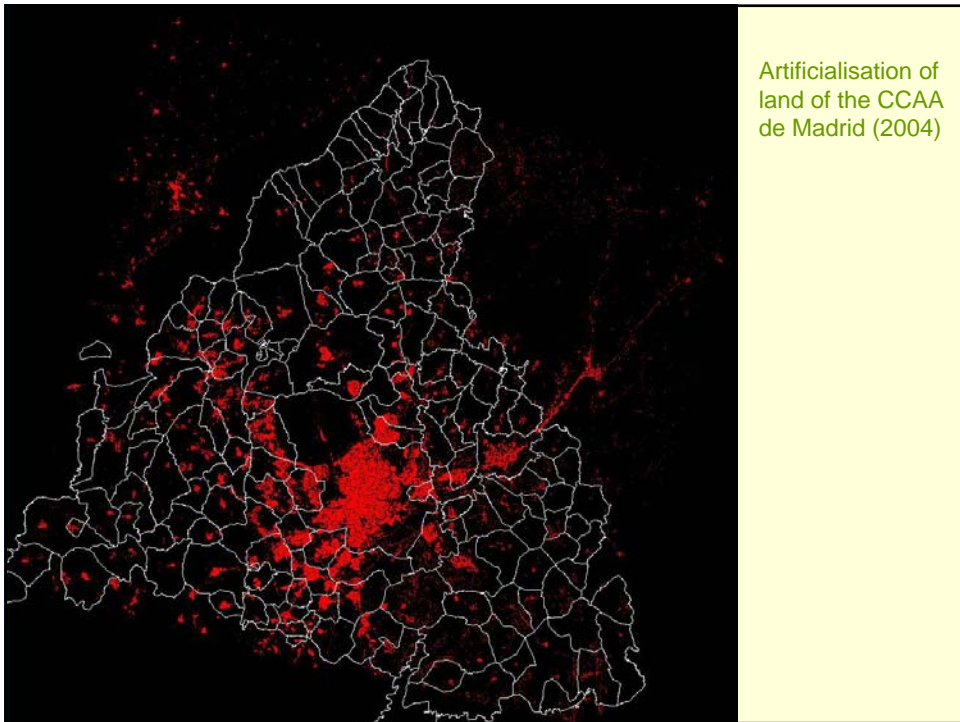 Artificialisation of
land of the CCAA
de Madrid (2004)